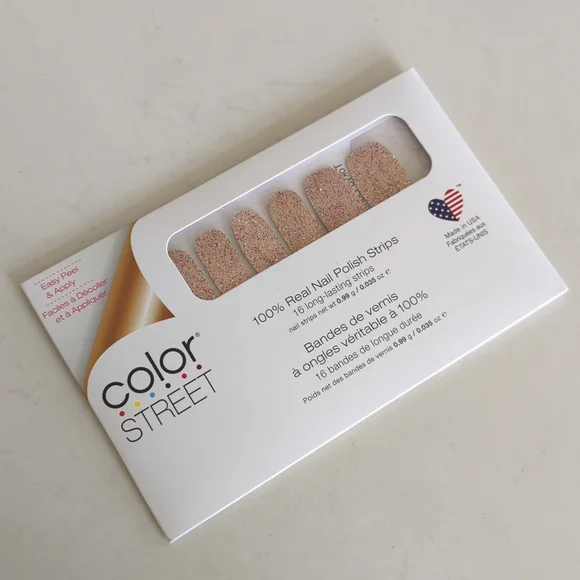 Easy Peel
& Apply
Faciles à Décoller
et à Appliquer
color®
STREET
100% Real Nail Polish Strips
16 long-lasting strips
nail strips net wt 0.99 g / 0.035 oz e
Bandes de vernis
à ongles véritable à 100%
16 bandes de longue durée
Poids net des bandes de vernis 0.99 g / 0.035 oz e
™
Made in USA
Fabriquées aux
ETATS-UNIS